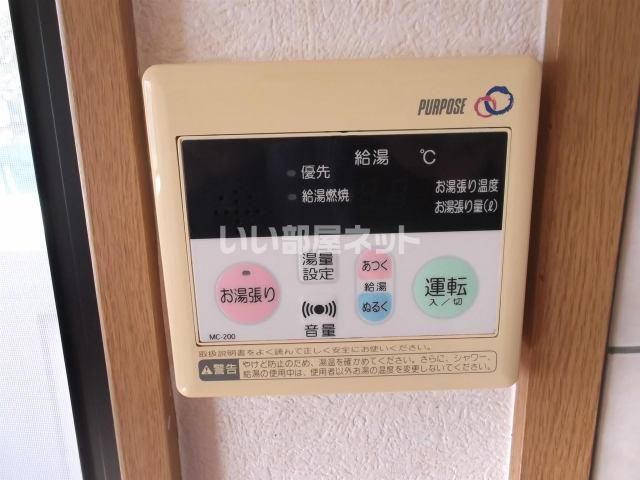 PURPOSE
給湯 ℃
優先
給湯燃焼
お湯張り温度
お湯張り量(ℓ)
いい部屋ネット
お湯張り
湯量
設定
音量
あつく
給湯
ぬるく
運転
入／切
MC-200
取扱説明書をよく読んで正しく安全にお使いください。
警告
やけど防止のため、湯温を確かめてください。さらに、シャワー、
給湯の使用中は、使用者以外お湯の温度を変更しないでください。